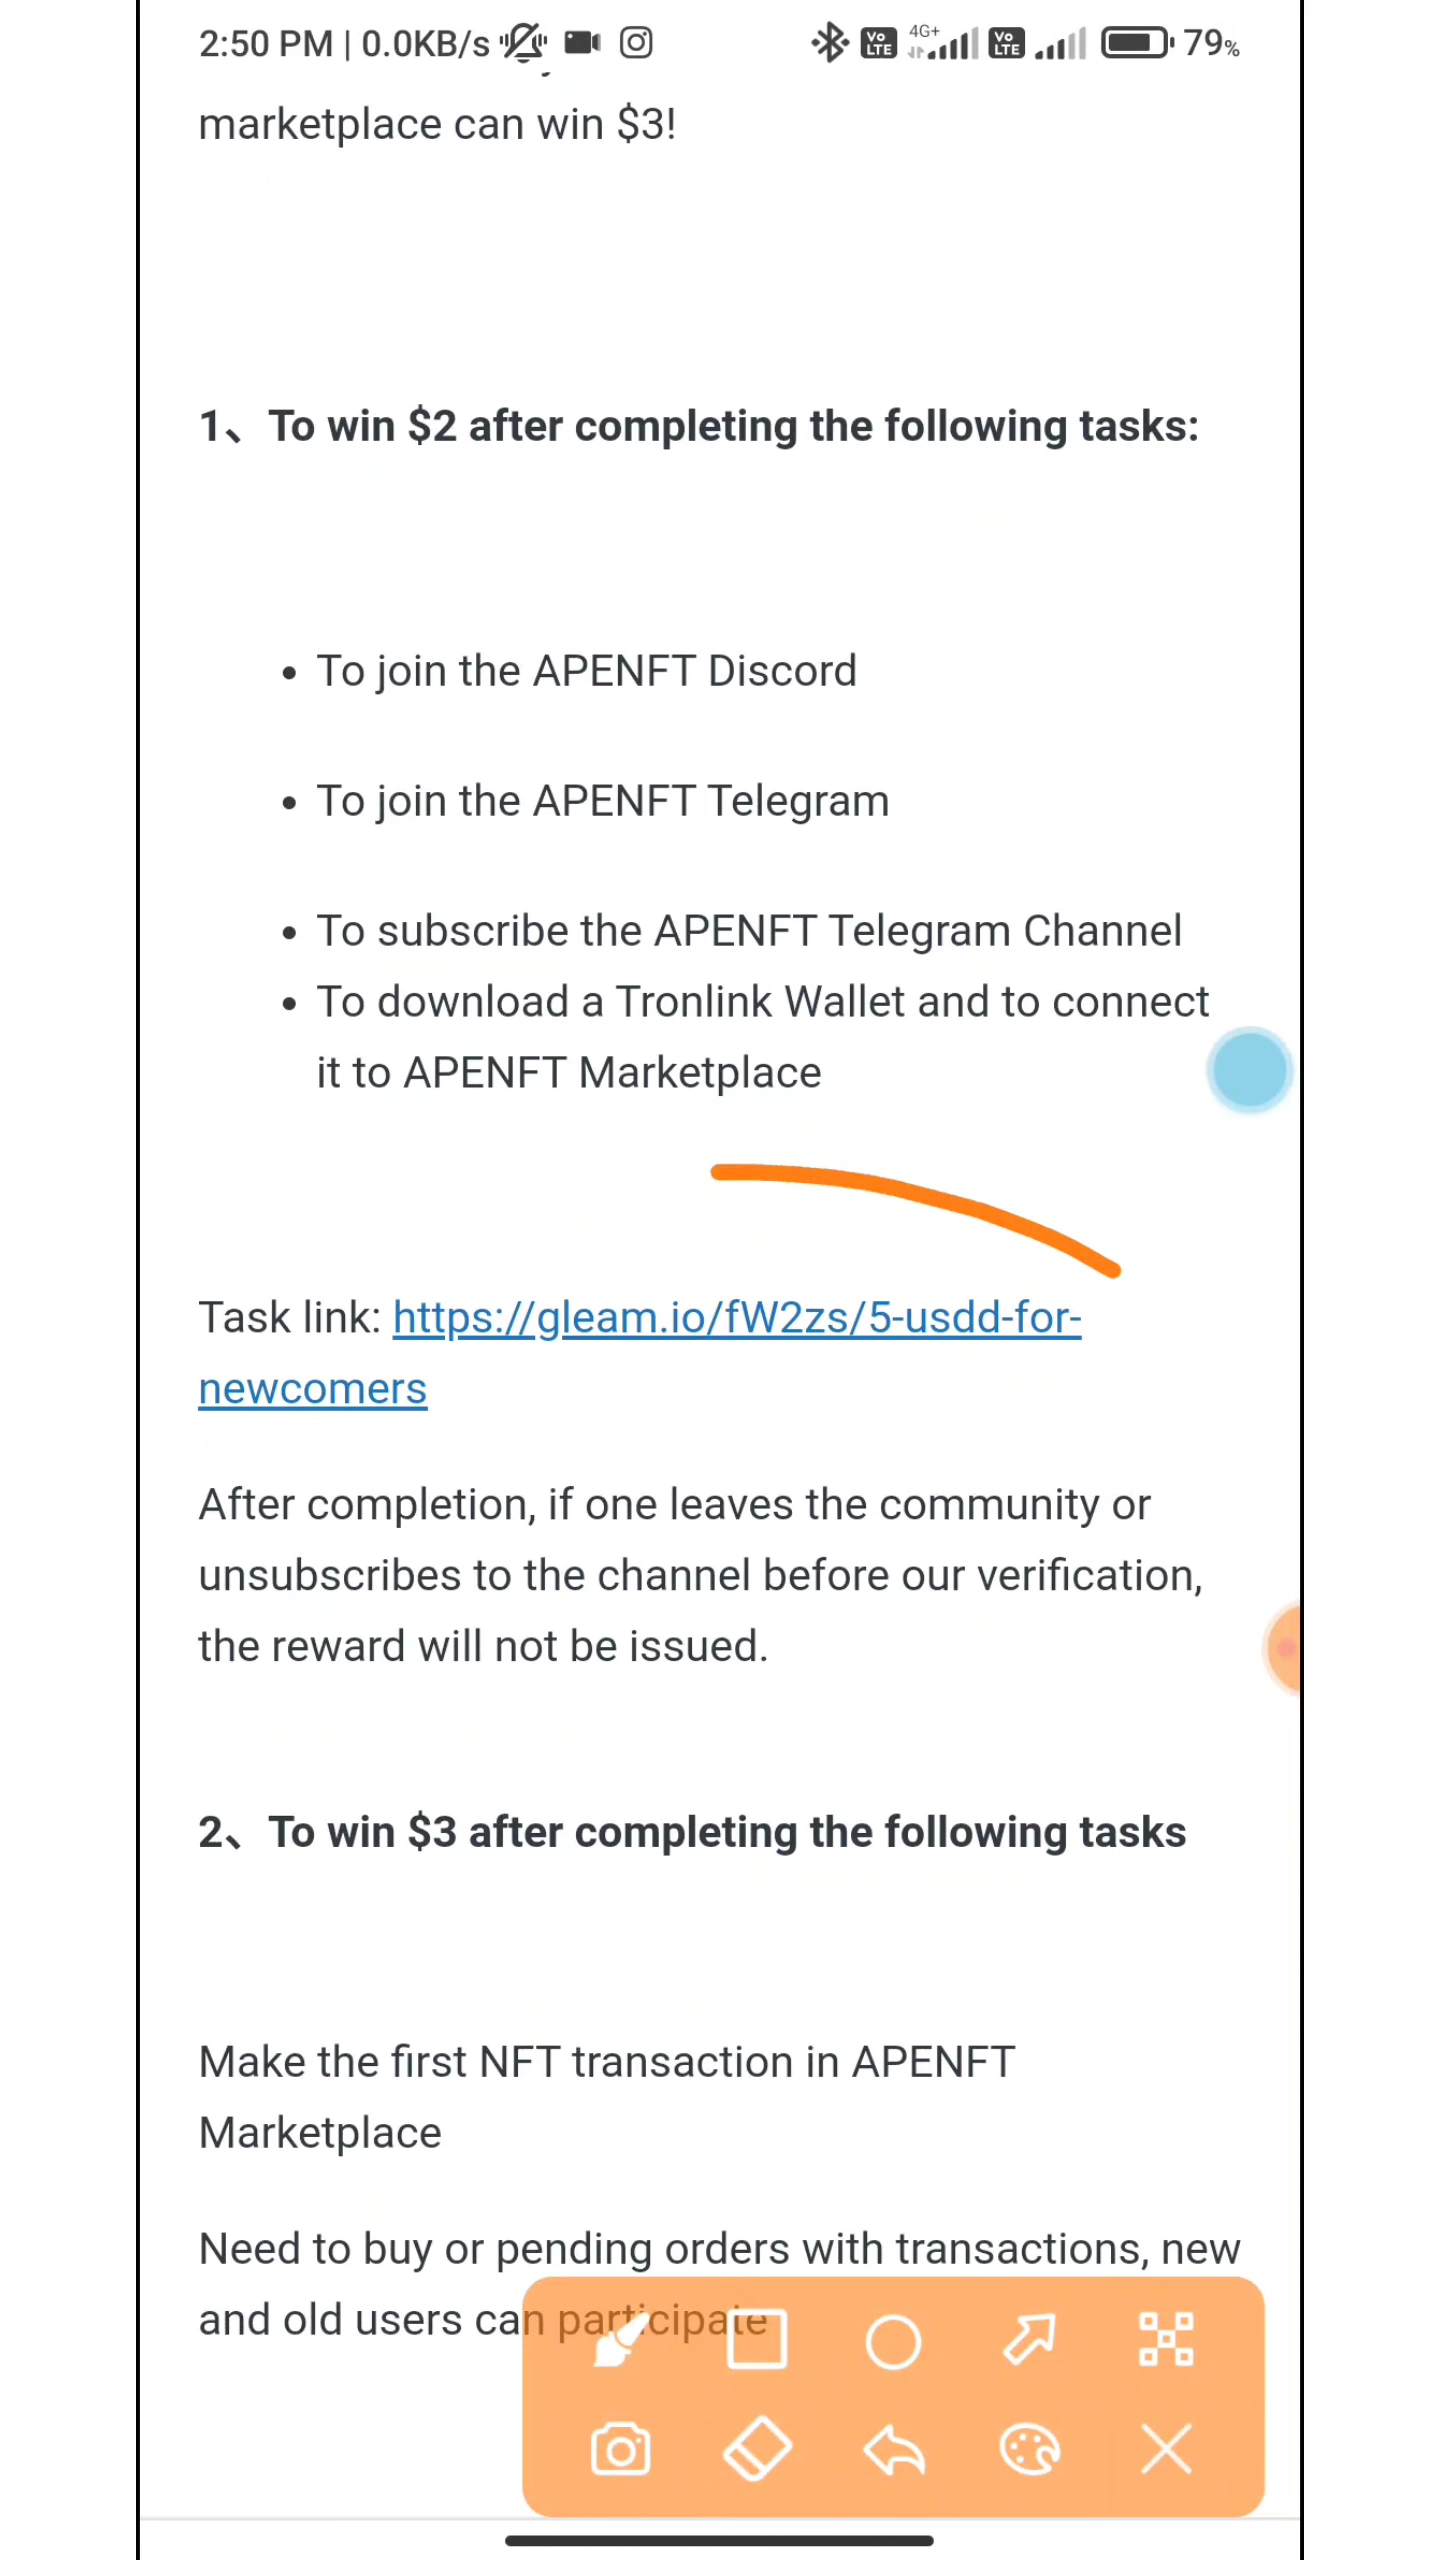 2:50 PM | 0.0KB/s Vo LTE 4G+ Vo LTE 79%
marketplace can win $3!
1、 To win $2 after completing the following tasks:
• To join the APENFT Discord
• To join the APENFT Telegram
• To subscribe the APENFT Telegram Channel
• To download a Tronlink Wallet and to connect
it to APENFT Marketplace
Task link: https://gleam.io/fW2zs/5-usdd-for-
newcomers
After completion, if one leaves the community or
unsubscribes to the channel before our verification,
the reward will not be issued.
2、 To win $3 after completing the following tasks
Make the first NFT transaction in APENFT
Marketplace
Need to buy or pending orders with transactions, new
and old users can participate